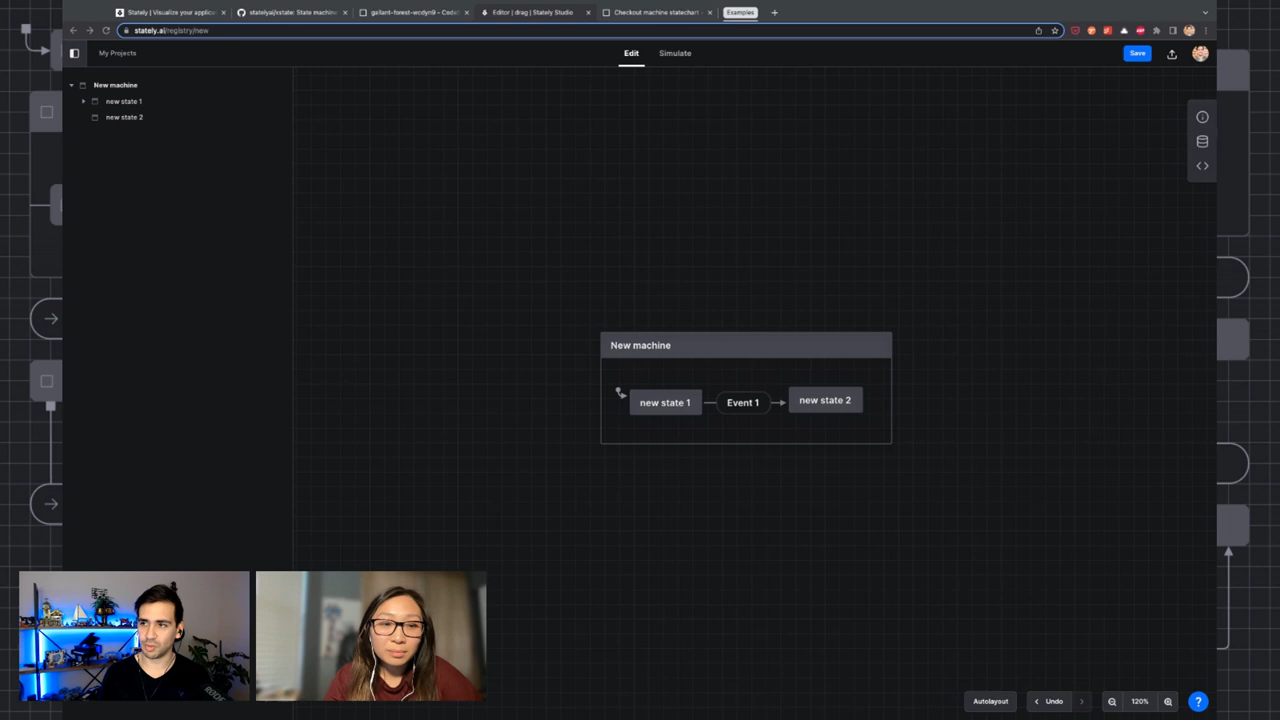 Stately | Visualize your applic
statelyai/xstate: State machine
gallant-forest-wcdyn9 – CodeS
Editor | drag | Stately Studio
Checkout machine statechart
Examples
stately.ai/registry/new
My Projects
Edit
Simulate
Save
New machine
new state 1
new state 2
New machine
new state 1
Event 1
new state 2
Autolayout
Undo
120%
?